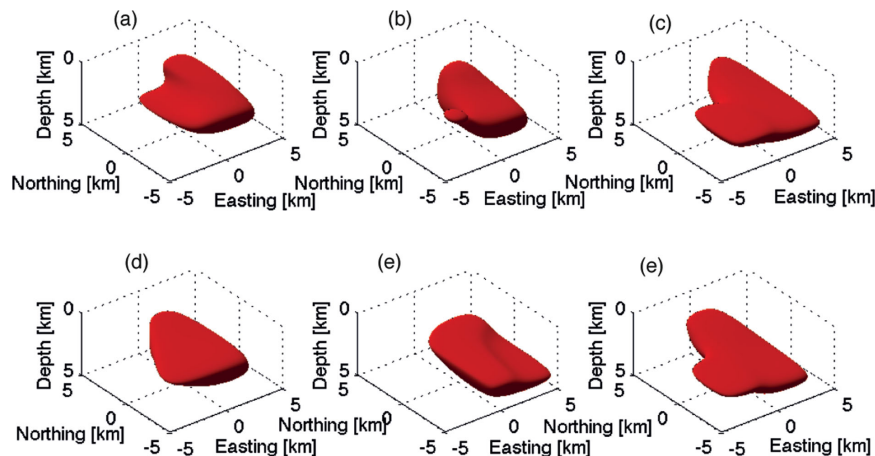 (a) (b) (c)
0 0 0
Depth [km] Depth [km] Depth [km]
5 5 5
5 5 5
0 0 0
Northing [km] Northing [km] Northing [km]
-5 -5 0 5 -5 -5 0 5 -5 -5 0 5
Easting [km] Easting [km] Easting [km]
(d) (e) (e)
0 0 0
Depth [km] Depth [km] Depth [km]
5 5 5
5 5 5
0 0 0
Northing [km] Northing [km] Northing [km]
-5 -5 0 5 -5 -5 0 5 -5 -5 0 5
Easting [km] Easting [km] Easting [km]